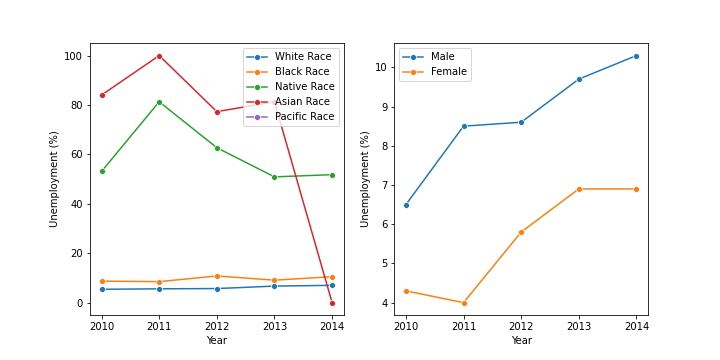 100
80
60
40
20
0
Unemployment (%)
2010 2011 2012 2013 2014
Year
White Race
Black Race
Native Race
Asian Race
Pacific Race
10
9
8
7
6
5
4
Unemployment (%)
2010 2011 2012 2013 2014
Year
Male
Female